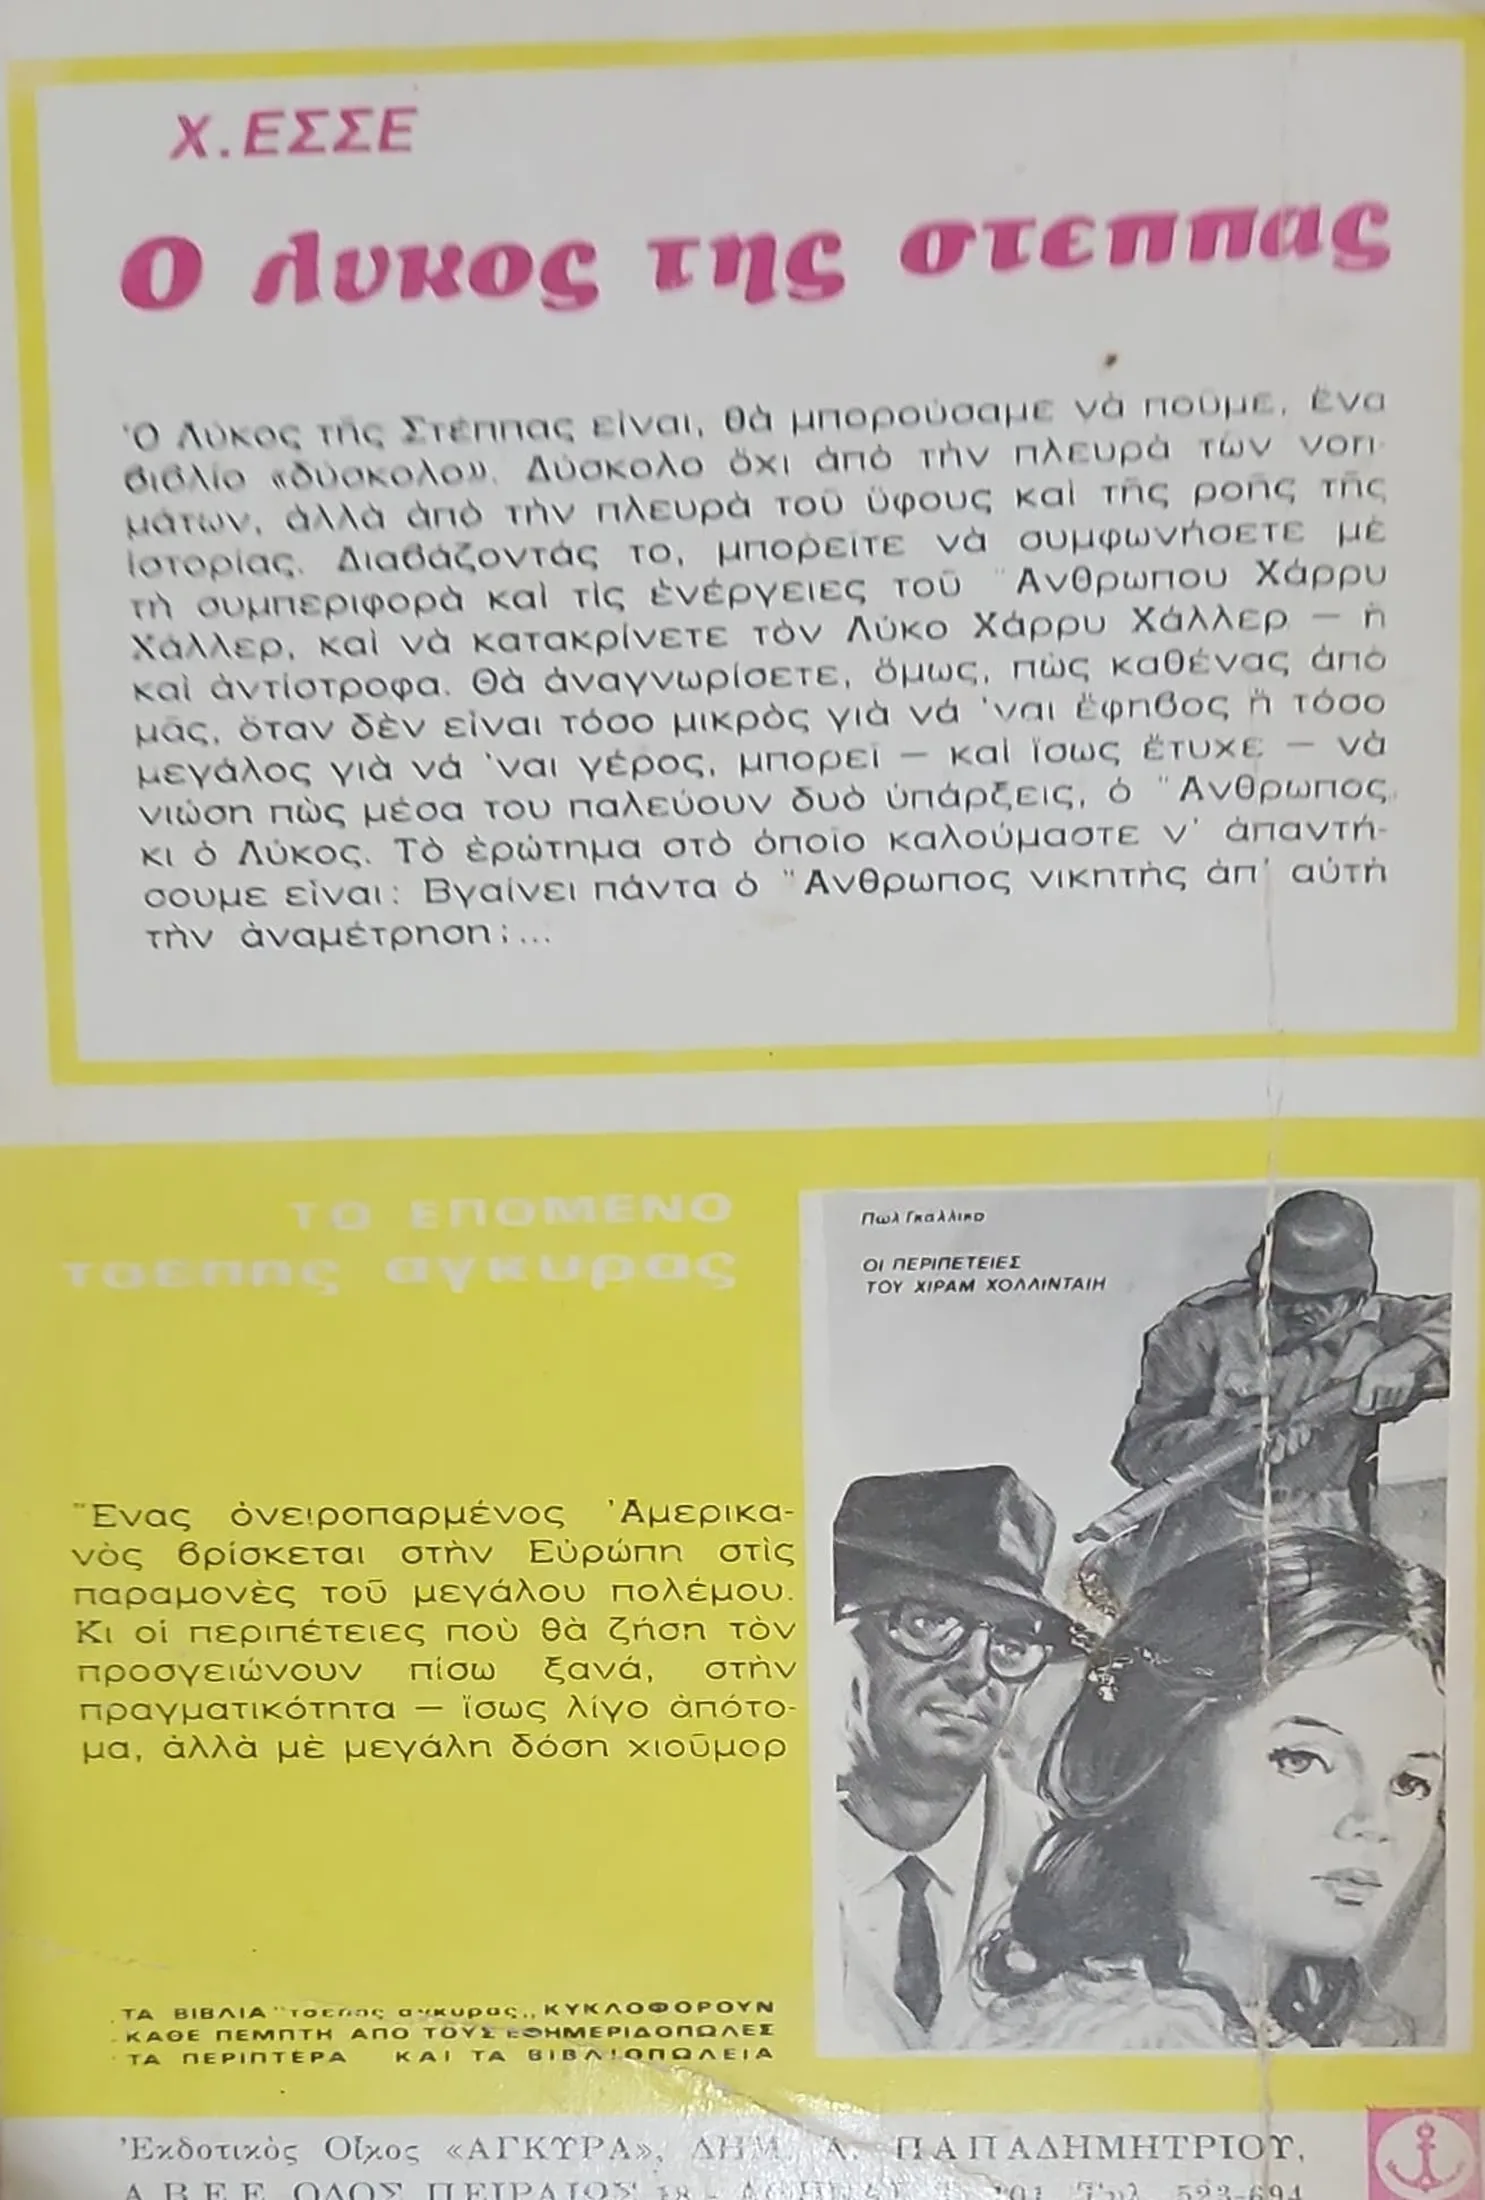 Χ.ΕΣΣΕ
Ο λυκος της στεππας
Ὁ Λύκος τῆς Στέππας εἶναι, θὰ μπορούσαμε νὰ ποῦμε, ἕνα
βιβλίο «δύσκολο». Δύσκολο ὄχι ἀπὸ τὴν πλευρὰ τῶν νοη-
μάτων, ἀλλὰ ἀπὸ τὴν πλευρὰ τοῦ ὕφους καὶ τῆς ροῆς τῆς
ἱστορίας. Διαβάζοντάς το, μπορεῖτε νὰ συμφωνήσετε μὲ
τὴ συμπεριφορὰ καὶ τὶς ἐνέργειες τοῦ Ἄνθρωπου Χάρρυ
Χάλλερ, καὶ νὰ κατακρίνετε τὸν Λύκο Χάρρυ Χάλλερ — ἢ
καὶ ἀντίστροφα. Θὰ ἀναγνωρίσετε, ὅμως, πὼς καθένας ἀπὸ
μᾶς, ὅταν δὲν εἶναι τόσο μικρὸς γιὰ νά 'ναι ἔφηβος ἢ τόσο
μεγάλος γιὰ νά 'ναι γέρος, μπορεῖ — καὶ ἴσως ἔτυχε — νὰ
νιώση πὼς μέσα του παλεύουν δυὸ ὑπάρξεις, ὁ Ἄνθρωπος
κι ὁ Λύκος. Τὸ ἐρώτημα στὸ ὁποῖο καλούμαστε ν' ἀπαντή-
σουμε εἶναι: Βγαίνει πάντα ὁ Ἄνθρωπος νικητὴς ἀπ' αὐτὴ
τὴν ἀναμέτρηση;...
ΤΟ ΕΠΟΜΕΝΟ
τσεπης αγκυρας
Πωλ Γκαλλικο
ΟΙ ΠΕΡΙΠΕΤΕΙΕΣ
ΤΟΥ ΧΙΡΑΜ ΧΟΛΛΙΝΤΑΙΗ
Ἕνας ὀνειροπαρμένος Ἀμερικα-
νὸς βρίσκεται στὴν Εὐρώπη στὶς
παραμονὲς τοῦ μεγάλου πολέμου.
Κι οἱ περιπέτειες ποὺ θὰ ζήση τὸν
προσγειώνουν πίσω ξανά, στὴν
πραγματικότητα — ἴσως λίγο ἀπότο-
μα, ἀλλὰ μὲ μεγάλη δόση χιοῦμορ
ΤΑ ΒΙΒΛΙΑ "τσεπης αγκυρας,, ΚΥΚΛΟΦΟΡΟΥΝ
ΚΑΘΕ ΠΕΜΠΤΗ ΑΠΟ ΤΟΥΣ ΕΦΗΜΕΡΙΔΟΠΩΛΕΣ
ΤΑ ΠΕΡΙΠΤΕΡΑ ΚΑΙ ΤΑ ΒΙΒΛΙΟΠΩΛΕΙΑ
Ἐκδοτικὸς Οἶκος «ΑΓΚΥΡΑ», ΔΗΜ. Α. ΠΑΠΑΔΗΜΗΤΡΙΟΥ,
Α.Β.Ε.Ε. ΟΔΟΣ ΠΕΙΡΑΙΩΣ 18 - ΑΘΗΝΑΙ Τηλ. 523-694